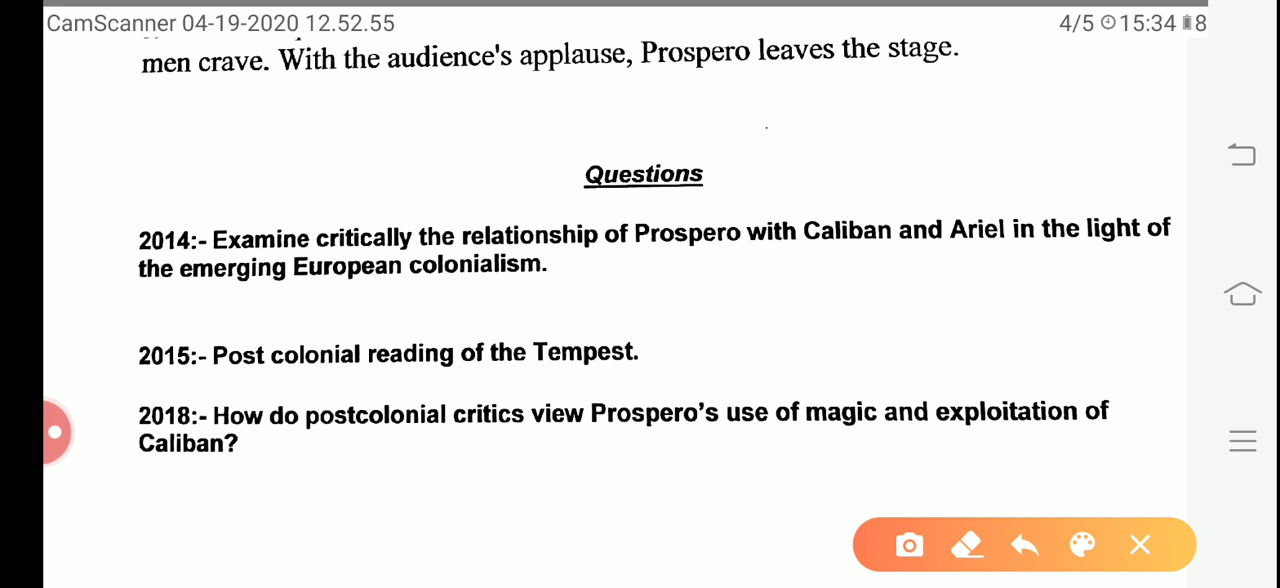 CamScanner 04-19-2020 12.52.55
4/5 15:34 8
men crave. With the audience's applause, Prospero leaves the stage.
Questions
2014:- Examine critically the relationship of Prospero with Caliban and Ariel in the light of
the emerging European colonialism.
2015:- Post colonial reading of the Tempest.
2018:- How do postcolonial critics view Prospero's use of magic and exploitation of
Caliban?